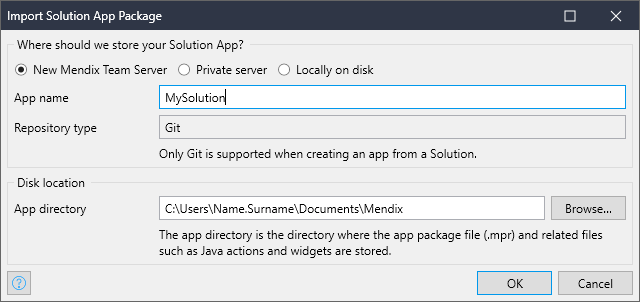 Import Solution App Package
Where should we store your Solution App?
New Mendix Team Server Private server Locally on disk
App name MySolution
Repository type Git
Only Git is supported when creating an app from a Solution.
Disk location
App directory C:\Users\Name.Surname\Documents\Mendix Browse...
The app directory is the directory where the app package file (.mpr) and related files
such as Java actions and widgets are stored.
? OK Cancel